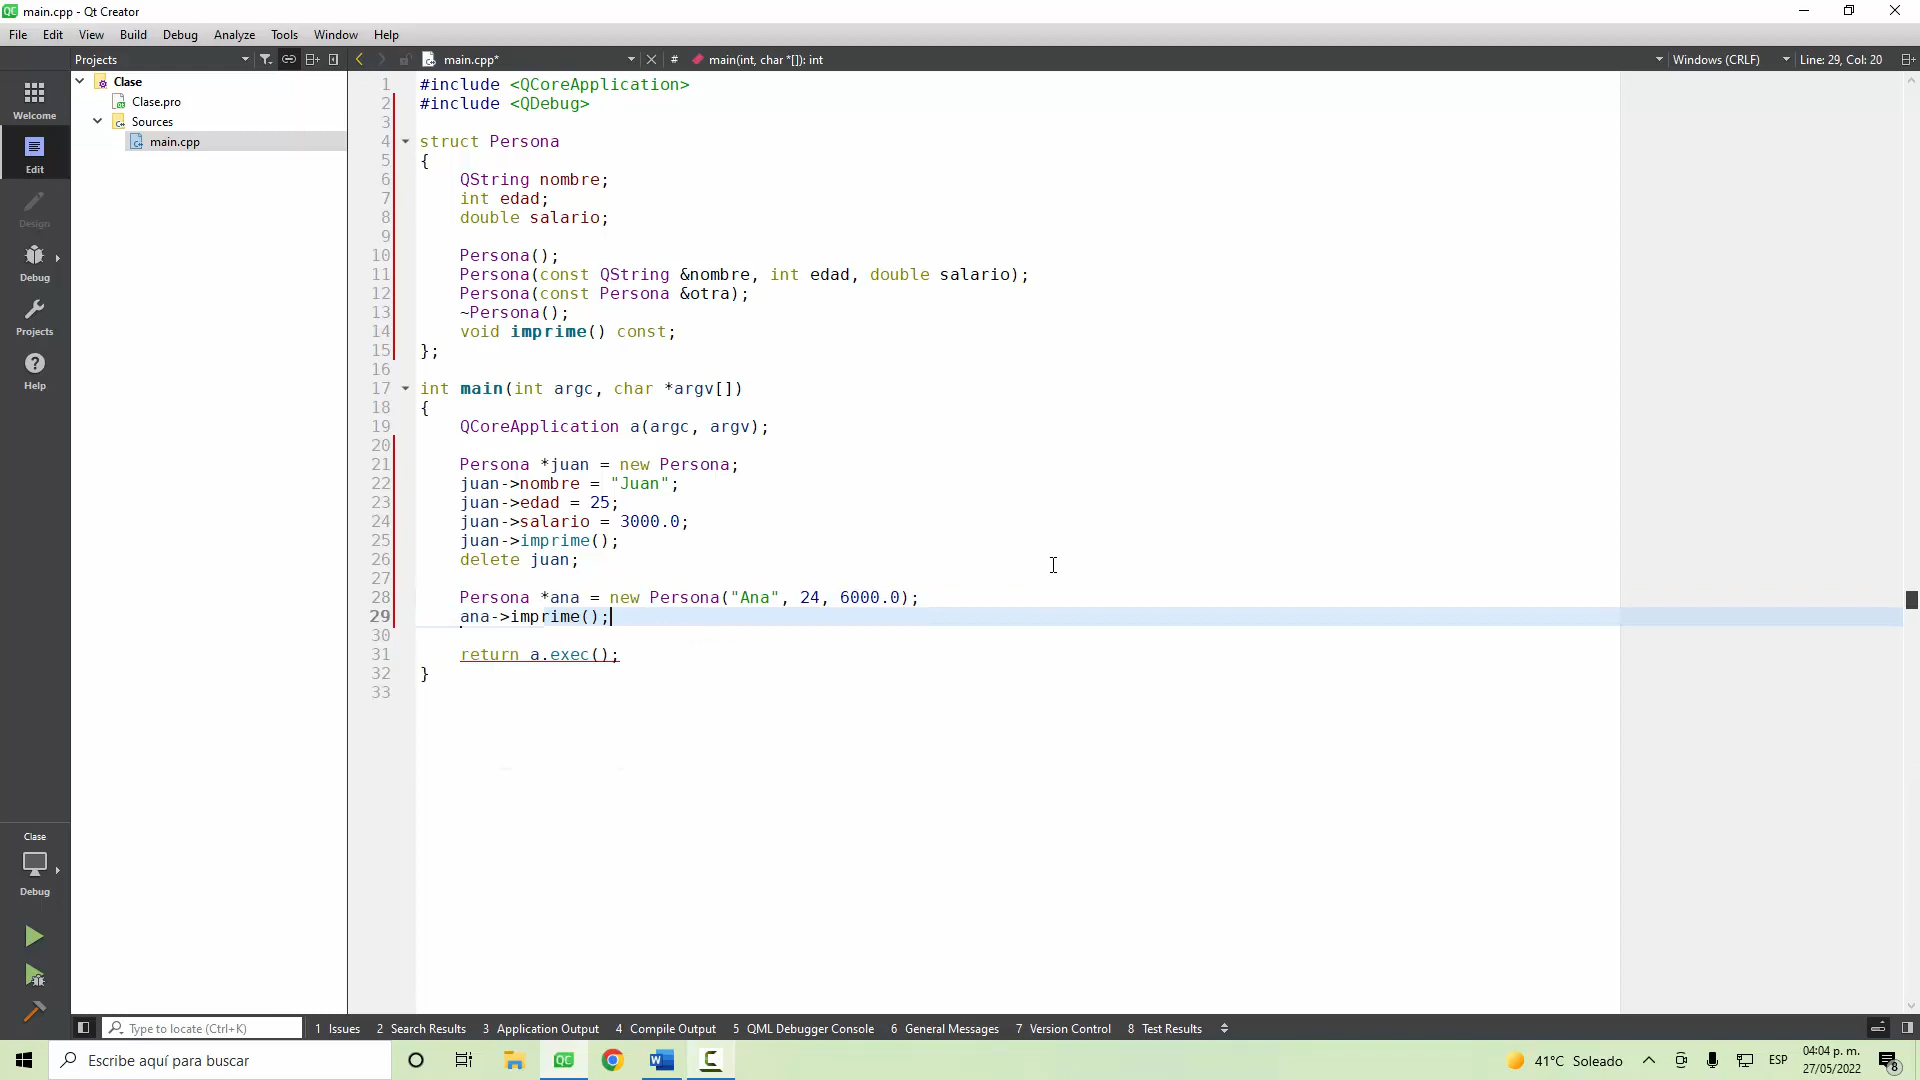 main.cpp - Qt Creator
File Edit View Build Debug Analyze Tools Window Help
Projects main.cpp* # main(int, char *[]): int Windows (CRLF) Line: 29, Col: 20
Welcome
Edit
Design
Debug
Projects
Help
Clase
Clase.pro
Sources
main.cpp
1 #include <QCoreApplication>
2 #include <QDebug>
3
4 struct Persona
5 {
6 QString nombre;
7 int edad;
8 double salario;
9
10 Persona();
11 Persona(const QString &nombre, int edad, double salario);
12 Persona(const Persona &otra);
13 ~Persona();
14 void imprime() const;
15 };
16
17 int main(int argc, char *argv[])
18 {
19 QCoreApplication a(argc, argv);
20
21 Persona *juan = new Persona;
22 juan->nombre = "Juan";
23 juan->edad = 25;
24 juan->salario = 3000.0;
25 juan->imprime();
26 delete juan;
27
28 Persona *ana = new Persona("Ana", 24, 6000.0);
29 ana->imprime();
30
31 return a.exec();
32 }
33
Clase
Debug
Type to locate (Ctrl+K) 1 Issues 2 Search Results 3 Application Output 4 Compile Output 5 QML Debugger Console 6 General Messages 7 Version Control 8 Test Results
Escribe aquí para buscar
41°C Soleado
ESP
04:04 p. m.
27/05/2022
8